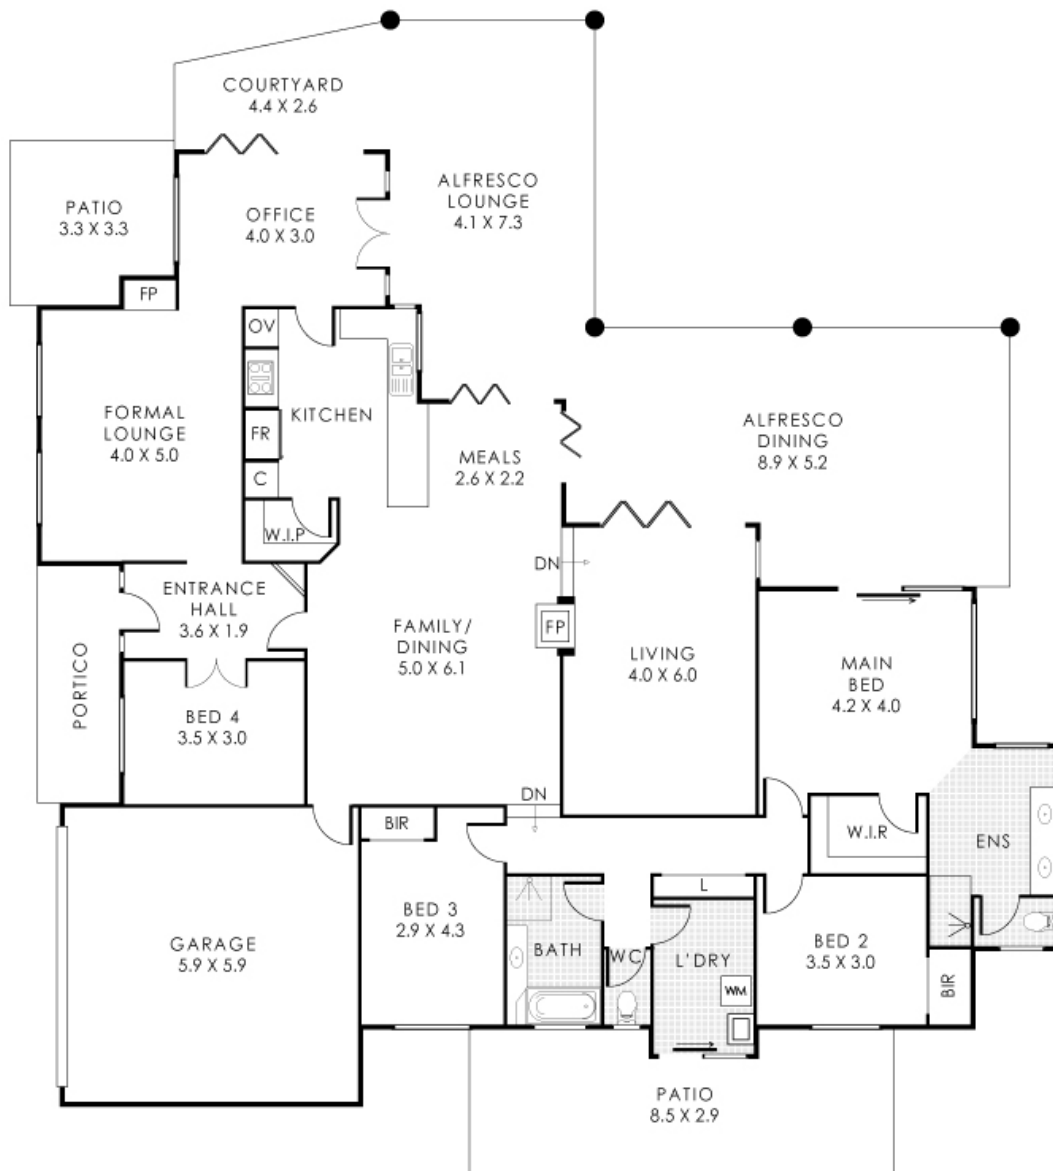 COURTYARD
4.4 X 2.6
PATIO
3.3 X 3.3
OFFICE
4.0 X 3.0
ALFRESCO
LOUNGE
4.1 X 7.3
FP
OV
FORMAL
LOUNGE
4.0 X 5.0
KITCHEN
FR
C
W.I.P
MEALS
2.6 X 2.2
ALFRESCO
DINING
8.9 X 5.2
DN
ENTRANCE
HALL
3.6 X 1.9
FAMILY/
DINING
5.0 X 6.1
FP
LIVING
4.0 X 6.0
MAIN
BED
4.2 X 4.0
PORTICO
BED 4
3.5 X 3.0
DN
BIR
W.I.R
ENS
L
GARAGE
5.9 X 5.9
BED 3
2.9 X 4.3
BATH
WC
L'DRY
WM
BED 2
3.5 X 3.0
BIR
PATIO
8.5 X 2.9